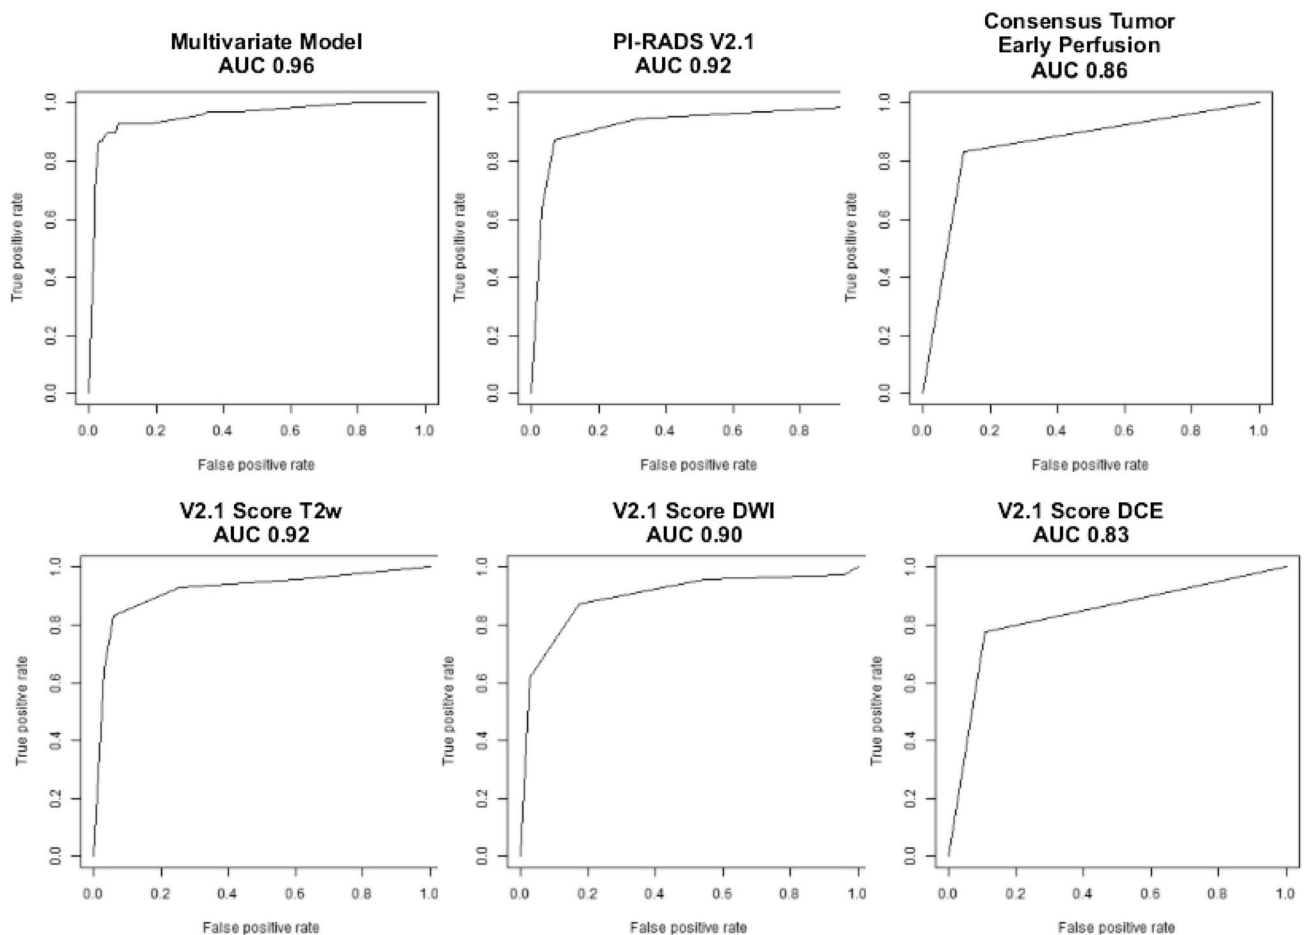 Multivariate Model
AUC 0.96
1.0
0.8
0.6
0.4
0.2
0.0
True positive rate
0.0 0.2 0.4 0.6 0.8 1.0
False positive rate
PI-RADS V2.1
AUC 0.92
1.0
0.8
0.6
0.4
0.2
0.0
True positive rate
0.0 0.2 0.4 0.6 0.8
False positive rate
Consensus Tumor
Early Perfusion
AUC 0.86
1.0
0.8
0.6
0.4
0.2
0.0
True positive rate
0.0 0.2 0.4 0.6 0.8 1.0
False positive rate
V2.1 Score T2w
AUC 0.92
1.0
0.8
0.6
0.4
0.2
0.0
True positive rate
0.0 0.2 0.4 0.6 0.8 1.0
False positive rate
V2.1 Score DWI
AUC 0.90
1.0
0.8
0.6
0.4
0.2
0.0
True positive rate
0.0 0.2 0.4 0.6 0.8 1.0
False positive rate
V2.1 Score DCE
AUC 0.83
1.0
0.8
0.6
0.4
0.2
0.0
True positive rate
0.0 0.2 0.4 0.6 0.8 1.0
False positive rate